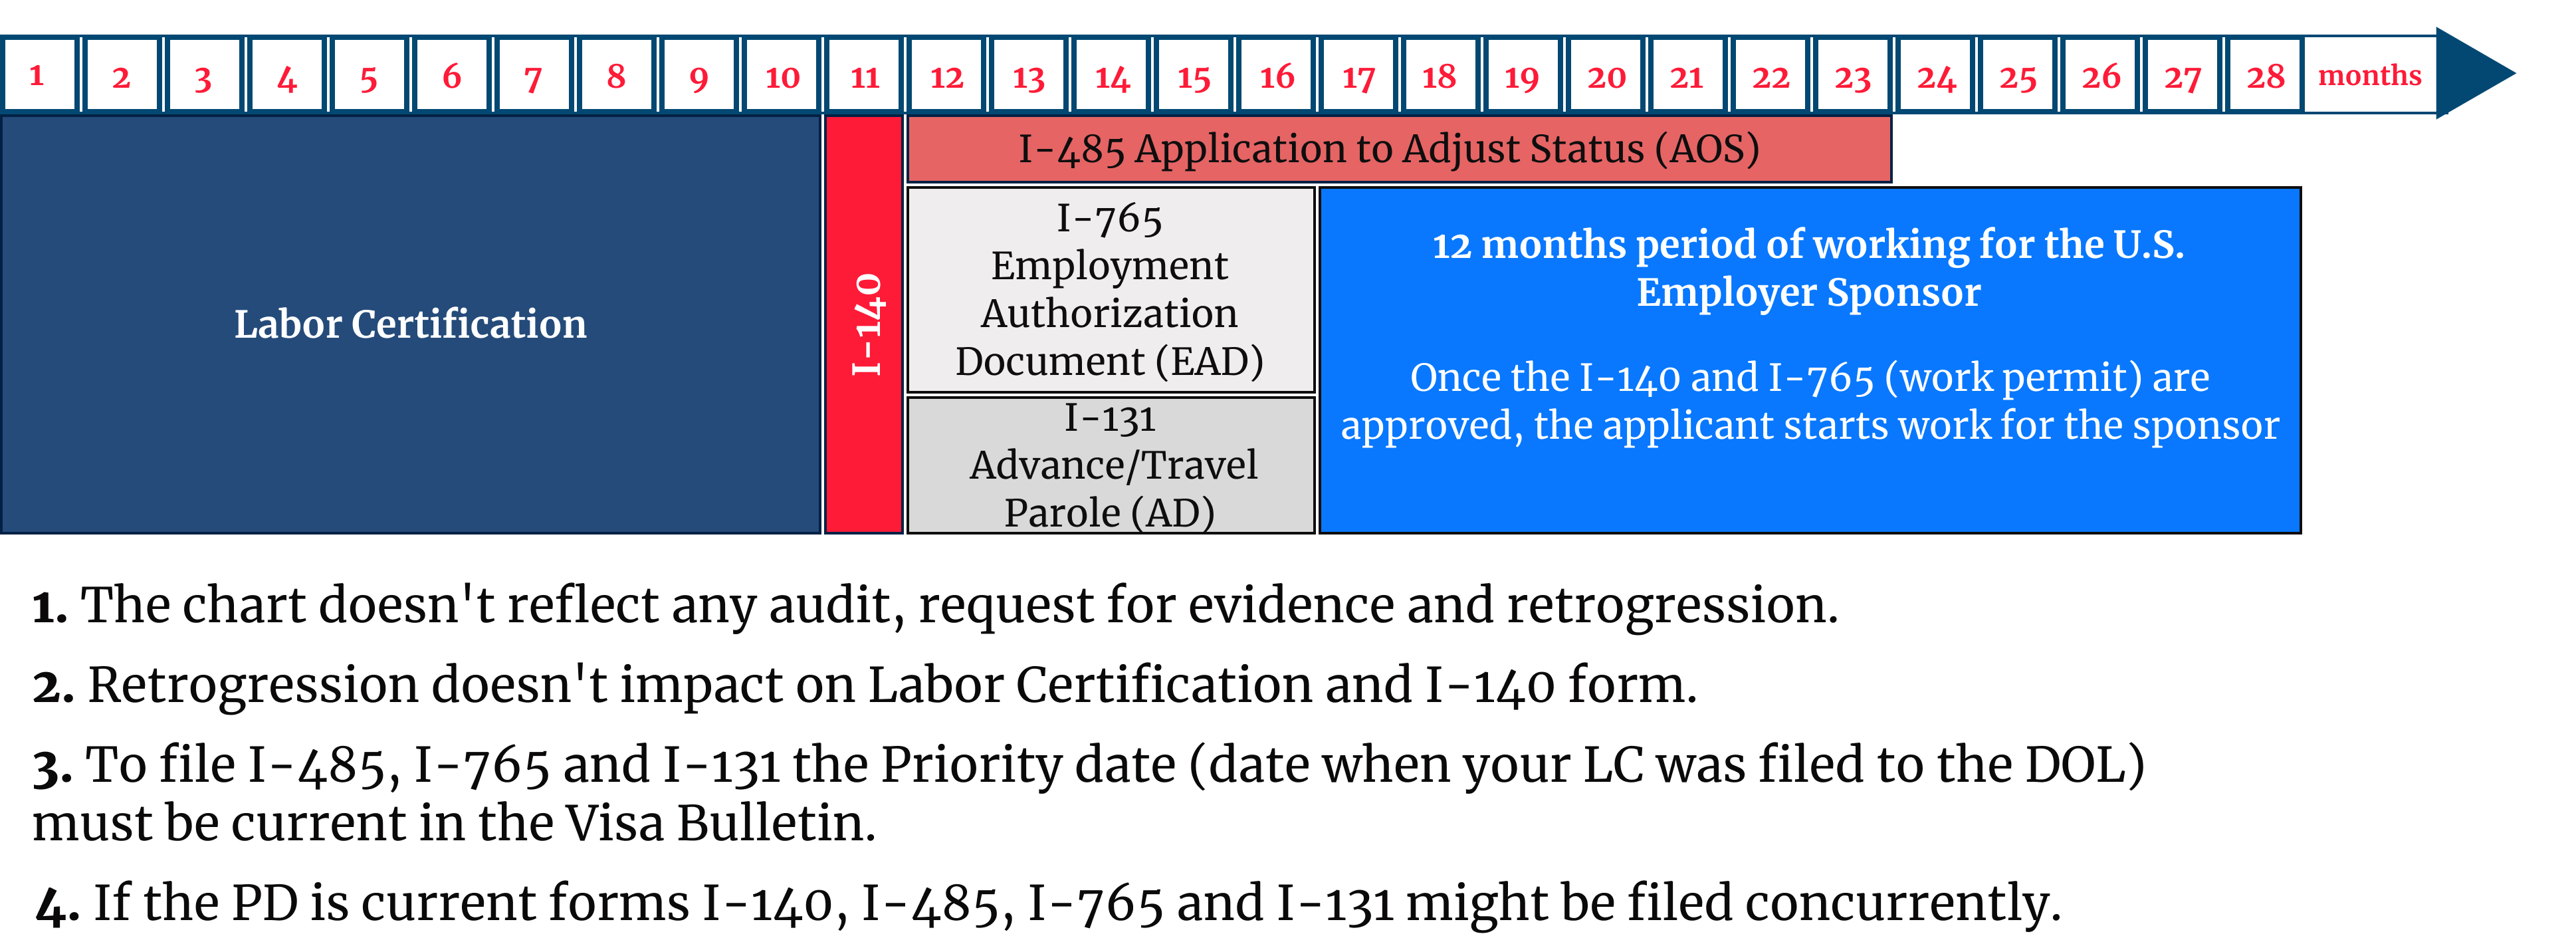 1 2 3 4 5 6 7 8 9 10 11 12 13 14 15 16 17 18 19 20 21 22 23 24 25 26 27 28 months
Labor Certification
I-140
I-485 Application to Adjust Status (AOS)
I-765
Employment
Authorization
Document (EAD)
I-131
Advance/Travel
Parole (AD)
12 months period of working for the U.S.
Employer Sponsor
Once the I-140 and I-765 (work permit) are
approved, the applicant starts work for the sponsor
1. The chart doesn't reflect any audit, request for evidence and retrogression.
2. Retrogression doesn't impact on Labor Certification and I-140 form.
3. To file I-485, I-765 and I-131 the Priority date (date when your LC was filed to the DOL)
must be current in the Visa Bulletin.
4. If the PD is current forms I-140, I-485, I-765 and I-131 might be filed concurrently.